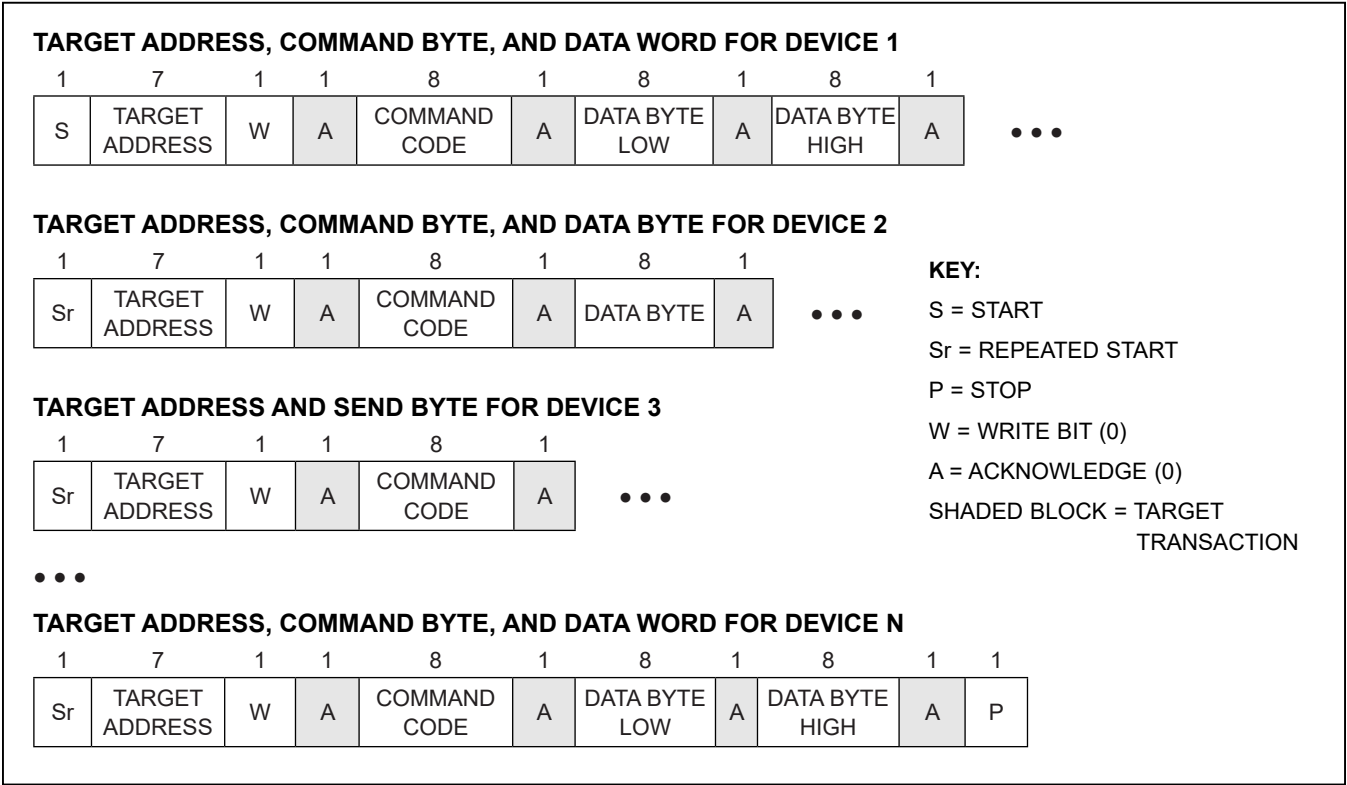 TARGET ADDRESS, COMMAND BYTE, AND DATA WORD FOR DEVICE 1
1 7 1 1 8 1 8 1 8 1
S TARGET ADDRESS W A COMMAND CODE A DATA BYTE LOW A DATA BYTE HIGH A •••
TARGET ADDRESS, COMMAND BYTE, AND DATA BYTE FOR DEVICE 2
1 7 1 1 8 1 8 1
Sr TARGET ADDRESS W A COMMAND CODE A DATA BYTE A •••
TARGET ADDRESS AND SEND BYTE FOR DEVICE 3
1 7 1 1 8 1
Sr TARGET ADDRESS W A COMMAND CODE A •••
•••
TARGET ADDRESS, COMMAND BYTE, AND DATA WORD FOR DEVICE N
1 7 1 1 8 1 8 1 8 1 1
Sr TARGET ADDRESS W A COMMAND CODE A DATA BYTE LOW A DATA BYTE HIGH A P
KEY:
S = START
Sr = REPEATED START
P = STOP
W = WRITE BIT (0)
A = ACKNOWLEDGE (0)
SHADED BLOCK = TARGET
TRANSACTION